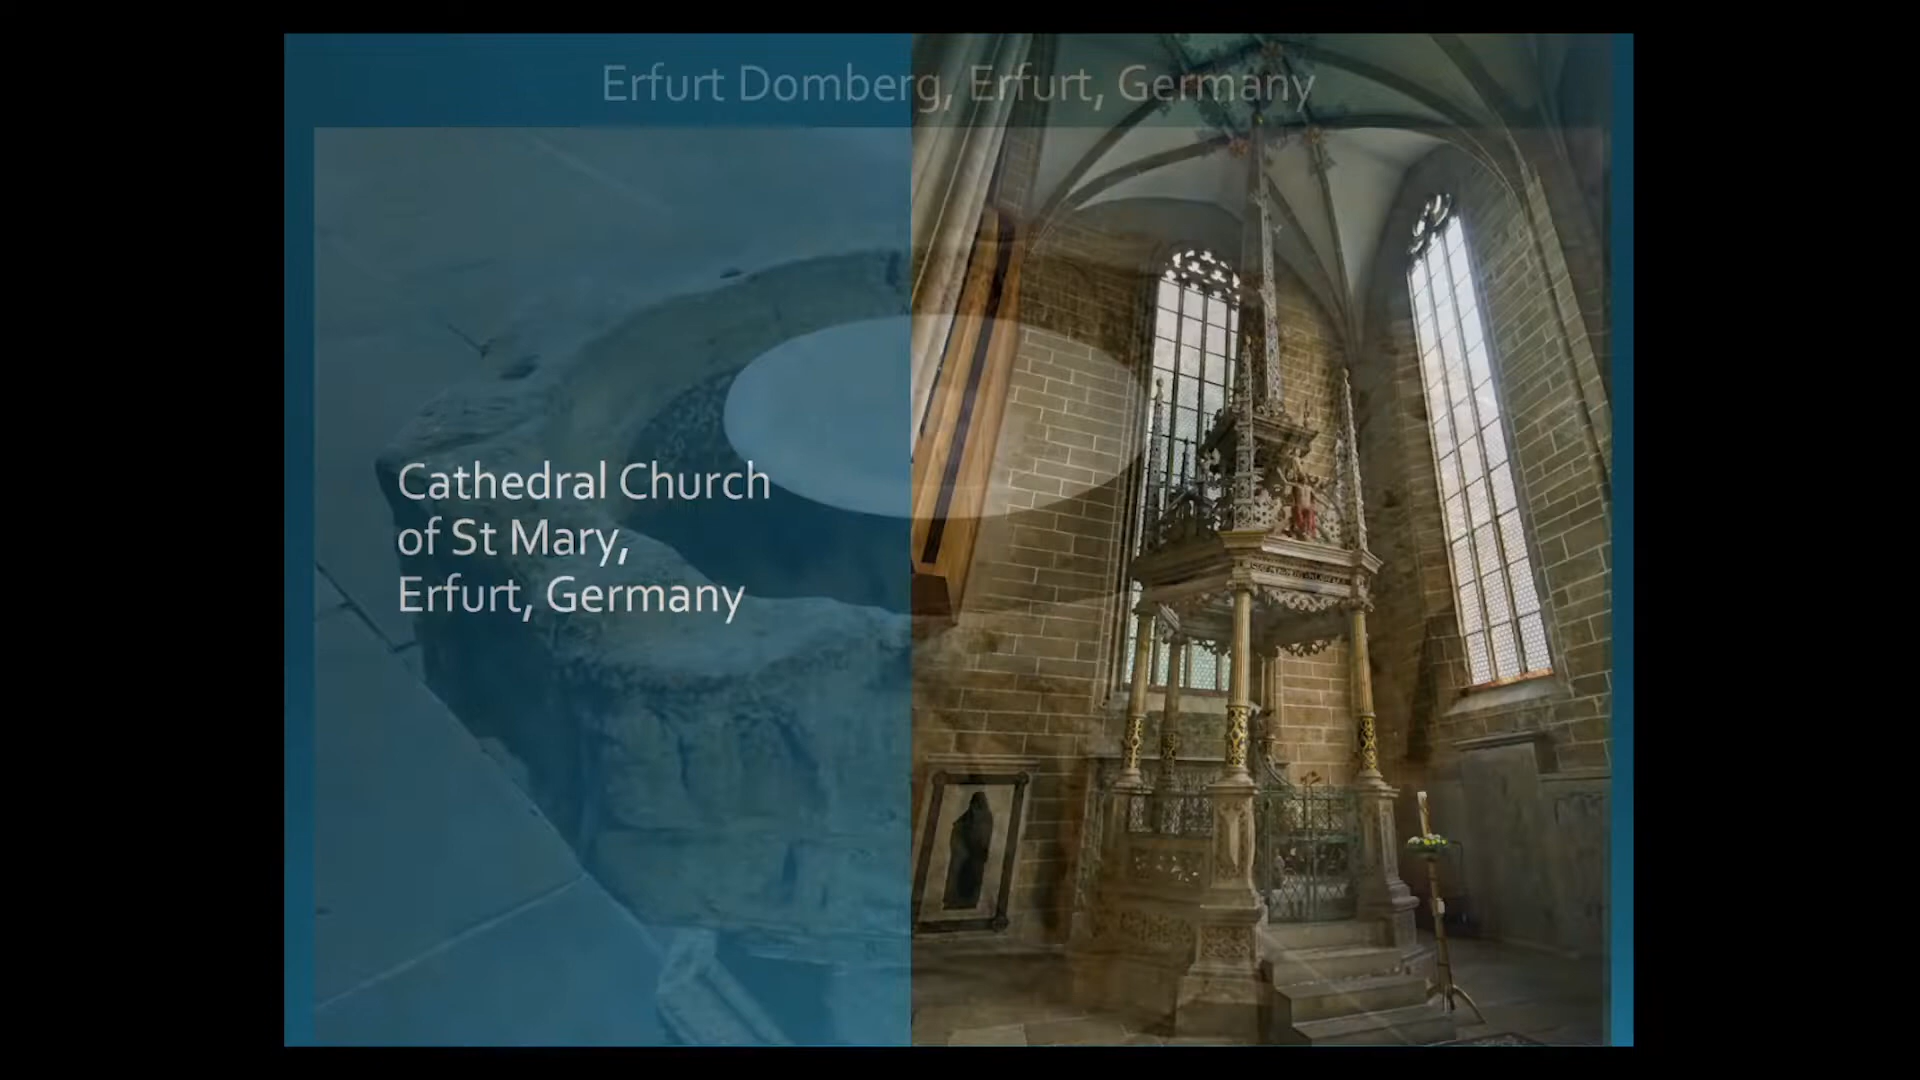 Erfurt Domberg, Erfurt, Germany
Cathedral Church
of St Mary,
Erfurt, Germany